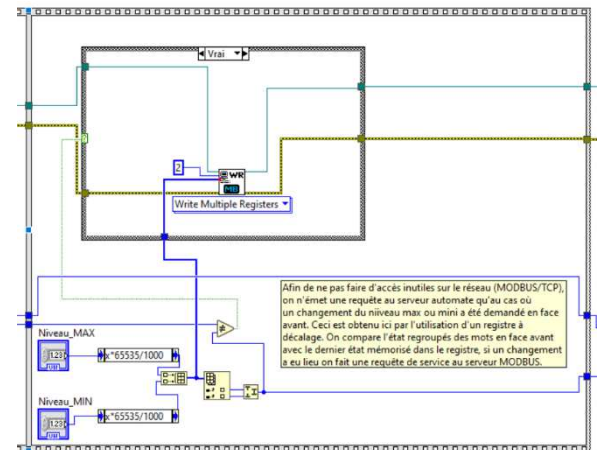 Vrai
2
WR
MB
Write Multiple Registers
Afin de ne pas faire d'accès inutiles sur le réseau (MODBUS/TCP),
on n'émet une requête au serveur automate qu'au cas où
un changement du niiveau max ou mini a été demandé en face
avant. Ceci est obtenu ici par l'utilisation d'un registre à
décalage. On compare l'état regroupés des mots en face avant
avec le dernier état mémorisé dans le registre, si un changement
a eu lieu on fait une requête de service au serveur MODBUS.
Niveau_MAX
1.23
x*65535/1000
Niveau_MIN
1.23
x*65535/1000